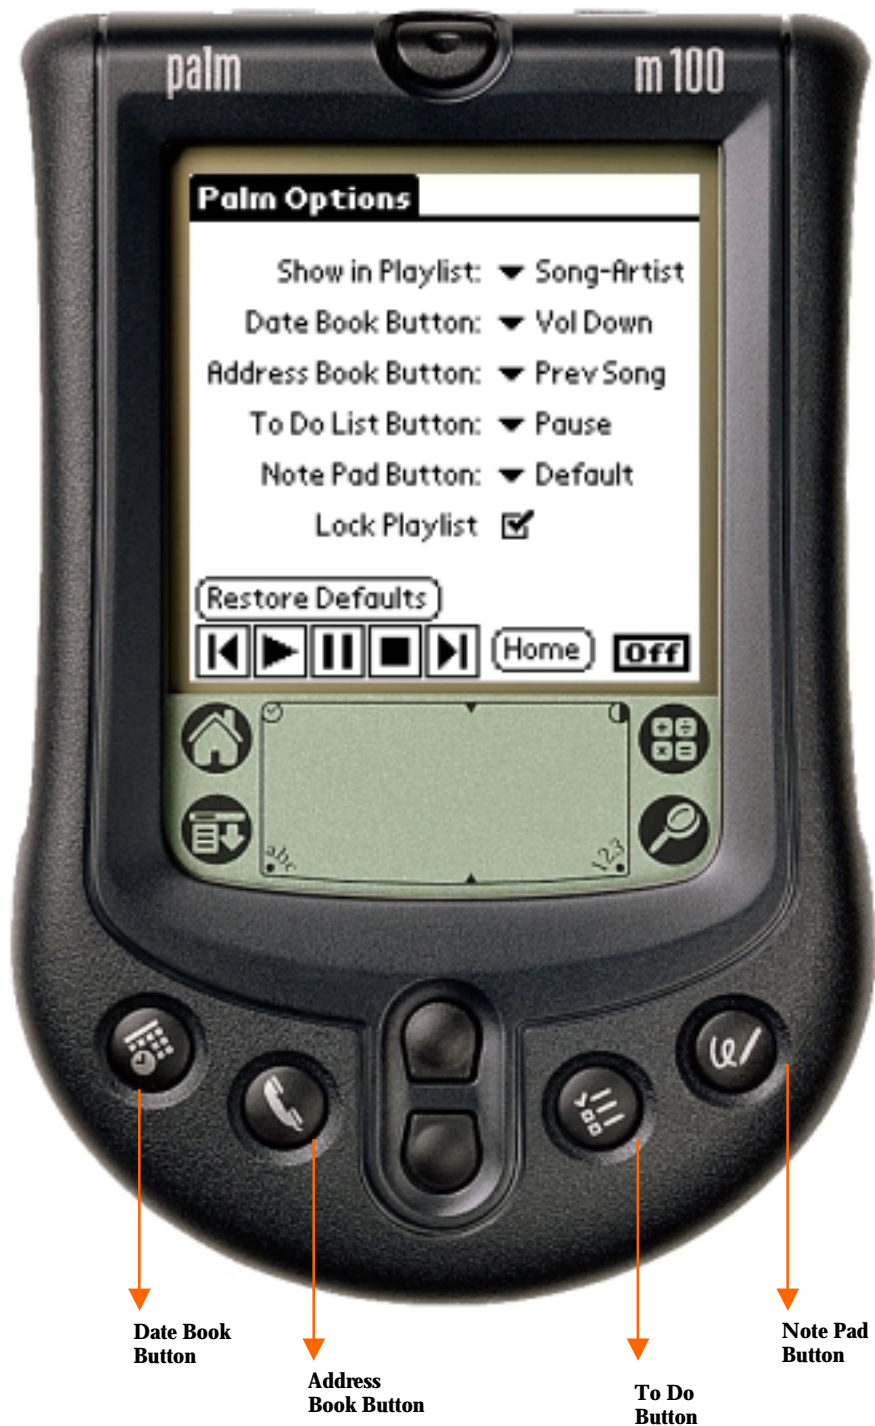 palm m100
Palm Options
Show in Playlist: Song-Artist
Date Book Button: Vol Down
Address Book Button: Prev Song
To Do List Button: Pause
Note Pad Button: Default
Lock Playlist
Restore Defaults
Home Off
abc 123
Date Book
Button
Note Pad
Button
Address
Book Button
To Do
Button